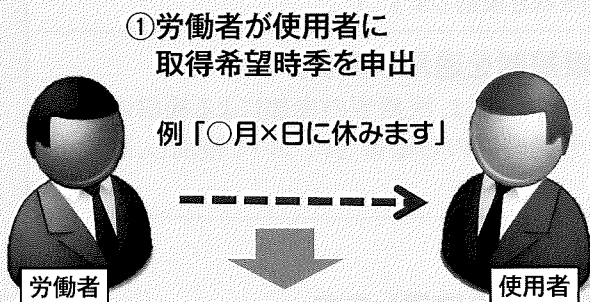 ①労働者が使用者に
取得希望時季を申出
例「○月×日に休みます」
労働者
使用者